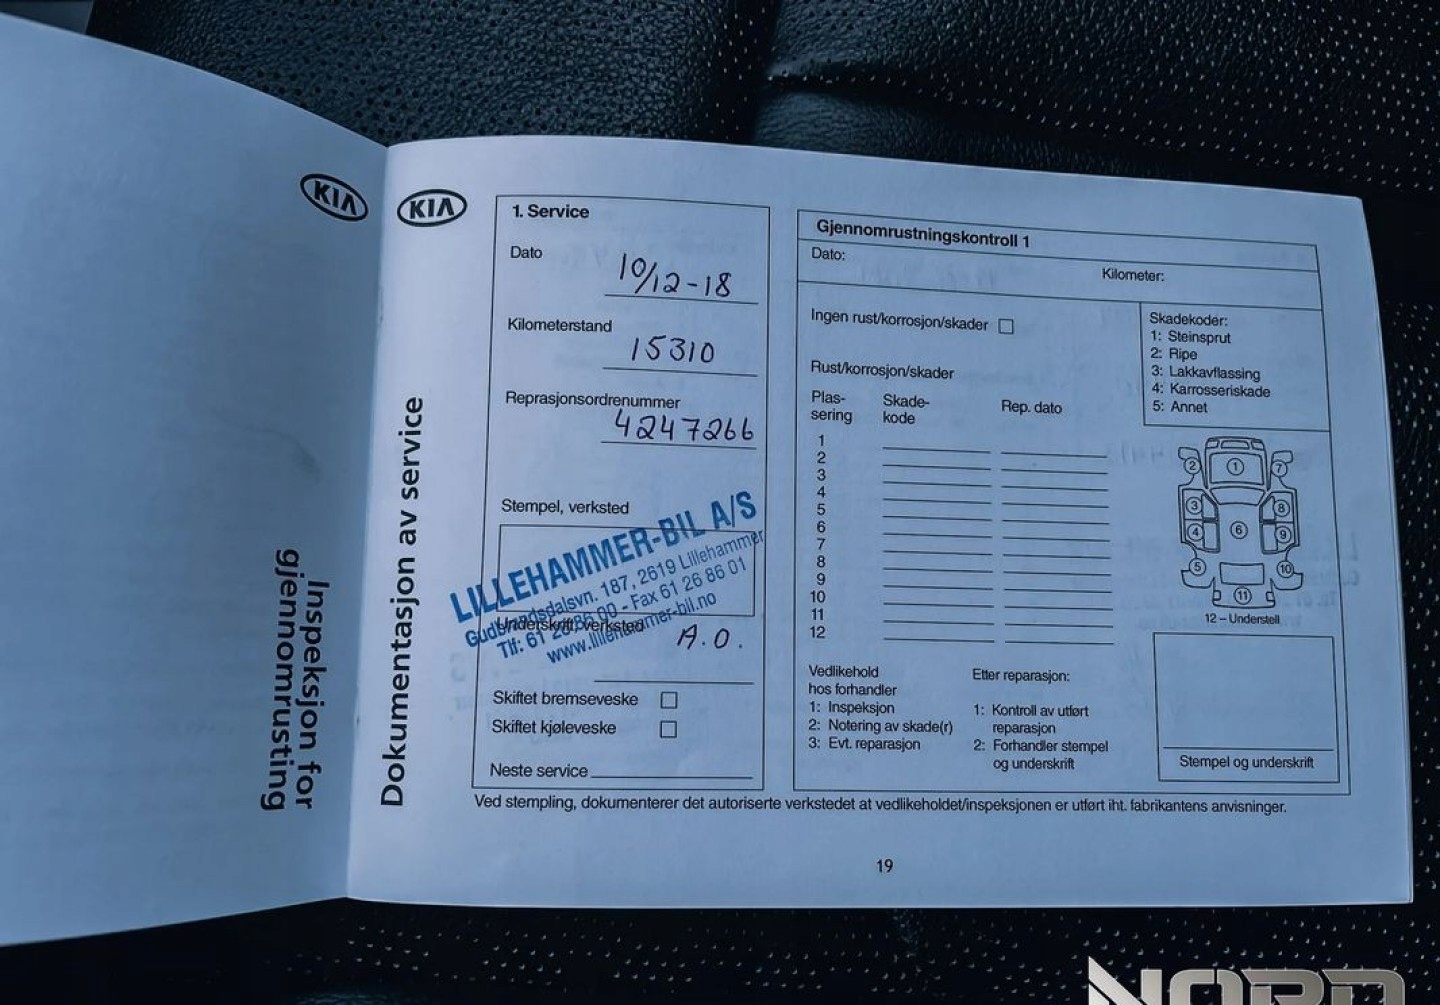 KIA
Inspeksjon for
gjennomrusting
KIA
Dokumentasjon av service
1. Service
Dato
10/12-18
Kilometerstand
15310
Reprasjonsordrenummer
4247266
Stempel, verksted
LILLEHAMMER-BIL A/S
Gudbrandsdalsvn. 187, 2619 Lillehammer
Tlf: 61 26 86 00 - Fax 61 26 86 01
www.lillehammer-bil.no
Underskrift, verksted
A.O.
Skiftet bremseveske
Skiftet kjøleveske
Neste service
Gjennomrustningskontroll 1
Dato:
Kilometer:
Ingen rust/korrosjon/skader
Rust/korrosjon/skader
Plas-
sering
Skade-
kode
Rep. dato
1
2
3
4
5
6
7
8
9
10
11
12
Skadekoder:
1: Steinsprut
2: Ripe
3: Lakkavflassing
4: Karrosseriskade
5: Annet
1
2
7
3
8
4
6
9
5
10
11
12 – Understell
Vedlikehold
hos forhandler
1: Inspeksjon
2: Notering av skade(r)
3: Evt. reparasjon
Etter reparasjon:
1: Kontroll av utført
reparasjon
2: Forhandler stempel
og underskrift
Stempel og underskrift
Ved stempling, dokumenterer det autoriserte verkstedet at vedlikeholdet/inspeksjonen er utført iht. fabrikantens anvisninger.
19
NORD